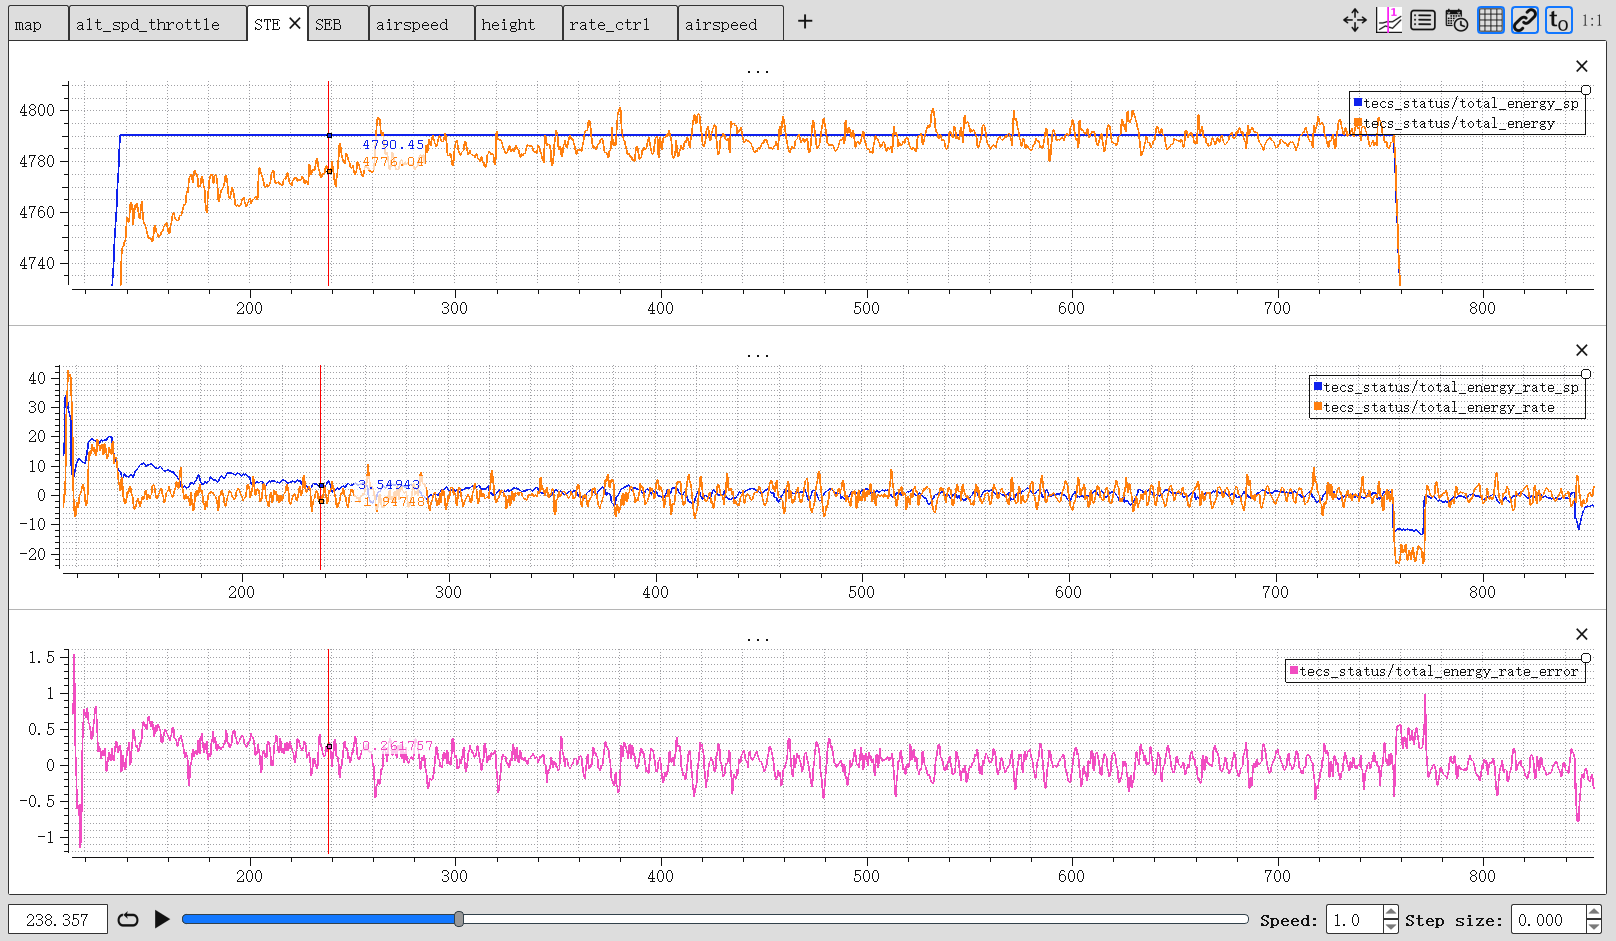 map alt_spd_throttle STE SEB airspeed height rate_ctrl airspeed + 1 to 1:1
...
4800
4780
4760
4740
tecs_status/total_energy_sp
tecs_status/total_energy
4790.45
4776.04
200 300 400 500 600 700 800
...
40
30
20
10
0
-10
-20
tecs_status/total_energy_rate_sp
tecs_status/total_energy_rate
3.54943
200 300 400 500 600 700 800
...
1.5
1
0.5
0
-0.5
-1
tecs_status/total_energy_rate_error
0.261757
200 300 400 500 600 700 800
238.357 Speed: 1.0 Step size: 0.000